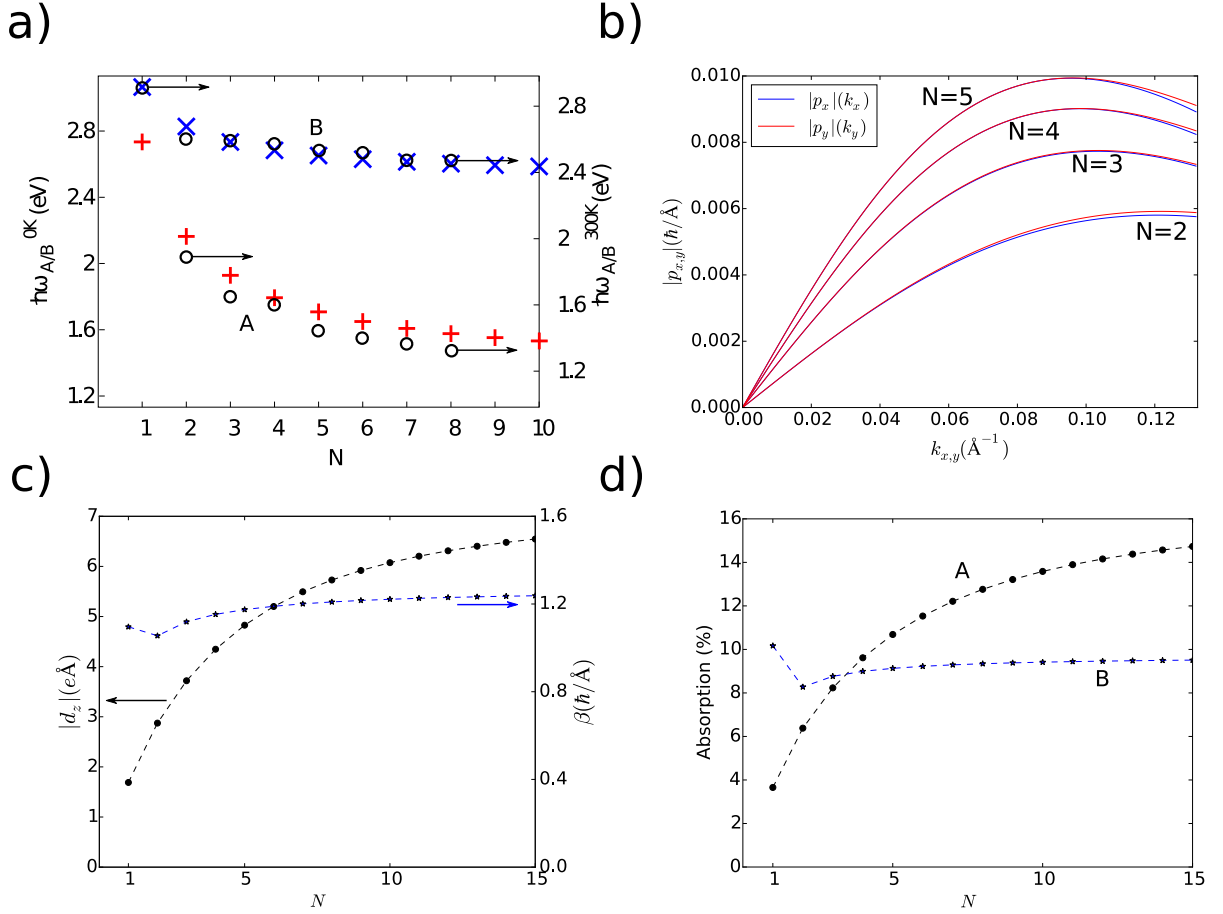 a)
ħω_{A/B}^{0K}(eV)
2.8
2.4
2
1.6
1.2
B
A
2.8
2.4
2
1.6
1.2
ħω_{A/B}^{300K}(eV)
1 2 3 4 5 6 7 8 9 10
N
b)
|p_{x,y}|(ħ/Å)
0.010
0.008
0.006
0.004
0.002
0.000
|p_x|(k_x)
|p_y|(k_y)
N=5
N=4
N=3
N=2
0.00 0.02 0.04 0.06 0.08 0.10 0.12
k_{x,y}(Å⁻¹)
c)
|d_z|(eÅ)
7
6
5
4
3
2
1
0
1.6
1.2
0.8
0.4
0.0
β(ħ/Å)
1 5 10 15
N
d)
Absorption (%)
16
14
12
10
8
6
4
2
0
A
B
1 5 10 15
N